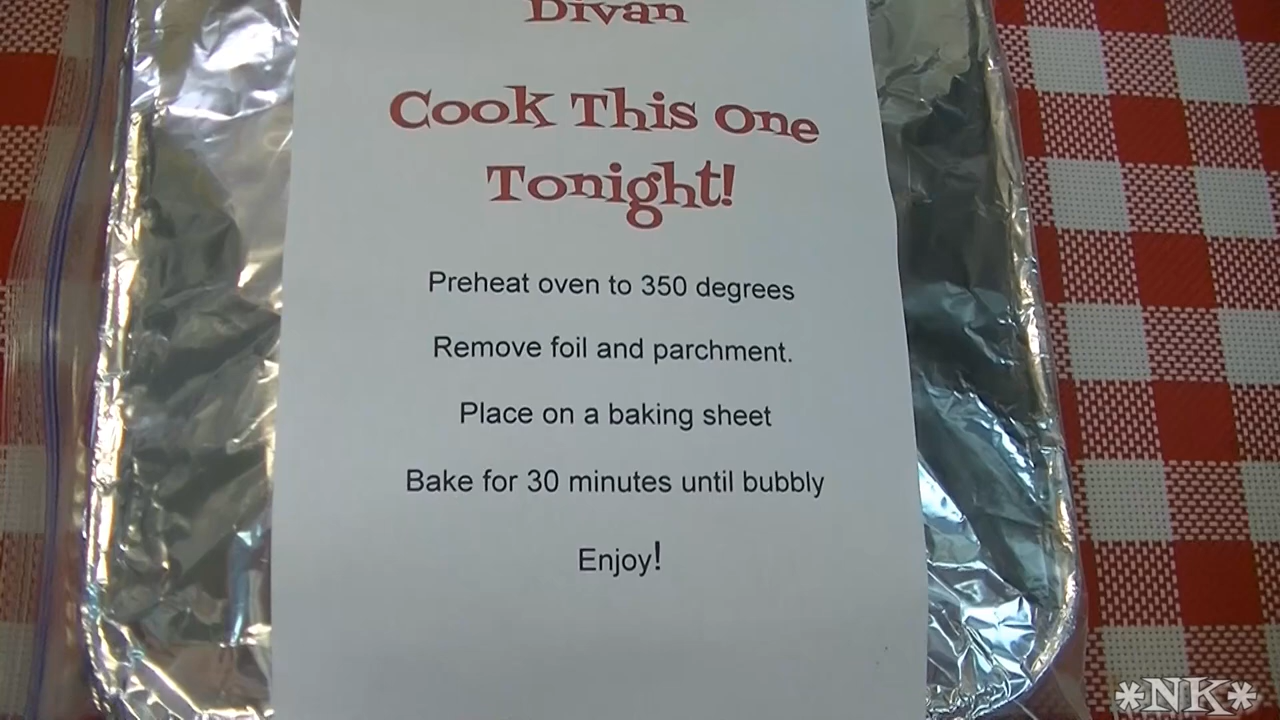 Divan
Cook This One
Tonight!
Preheat oven to 350 degrees
Remove foil and parchment.
Place on a baking sheet
Bake for 30 minutes until bubbly
Enjoy!
*NK*